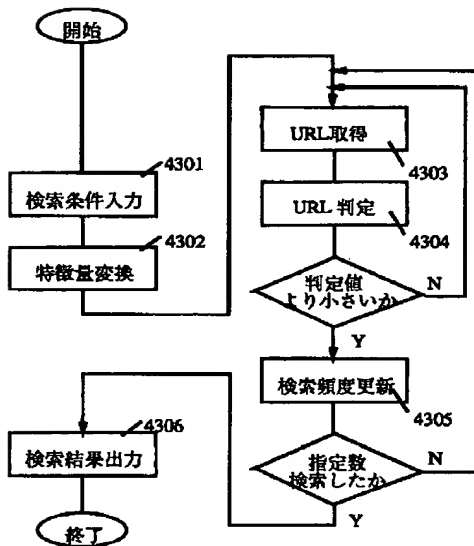 開始
4301
検索条件入力
4302
特徴量変換
URL取得
4303
URL 判定
4304
判定値
より小さいか
N
Y
検索頻度更新
4305
指定数
検索したか
N
Y
4306
検索結果出力
終了